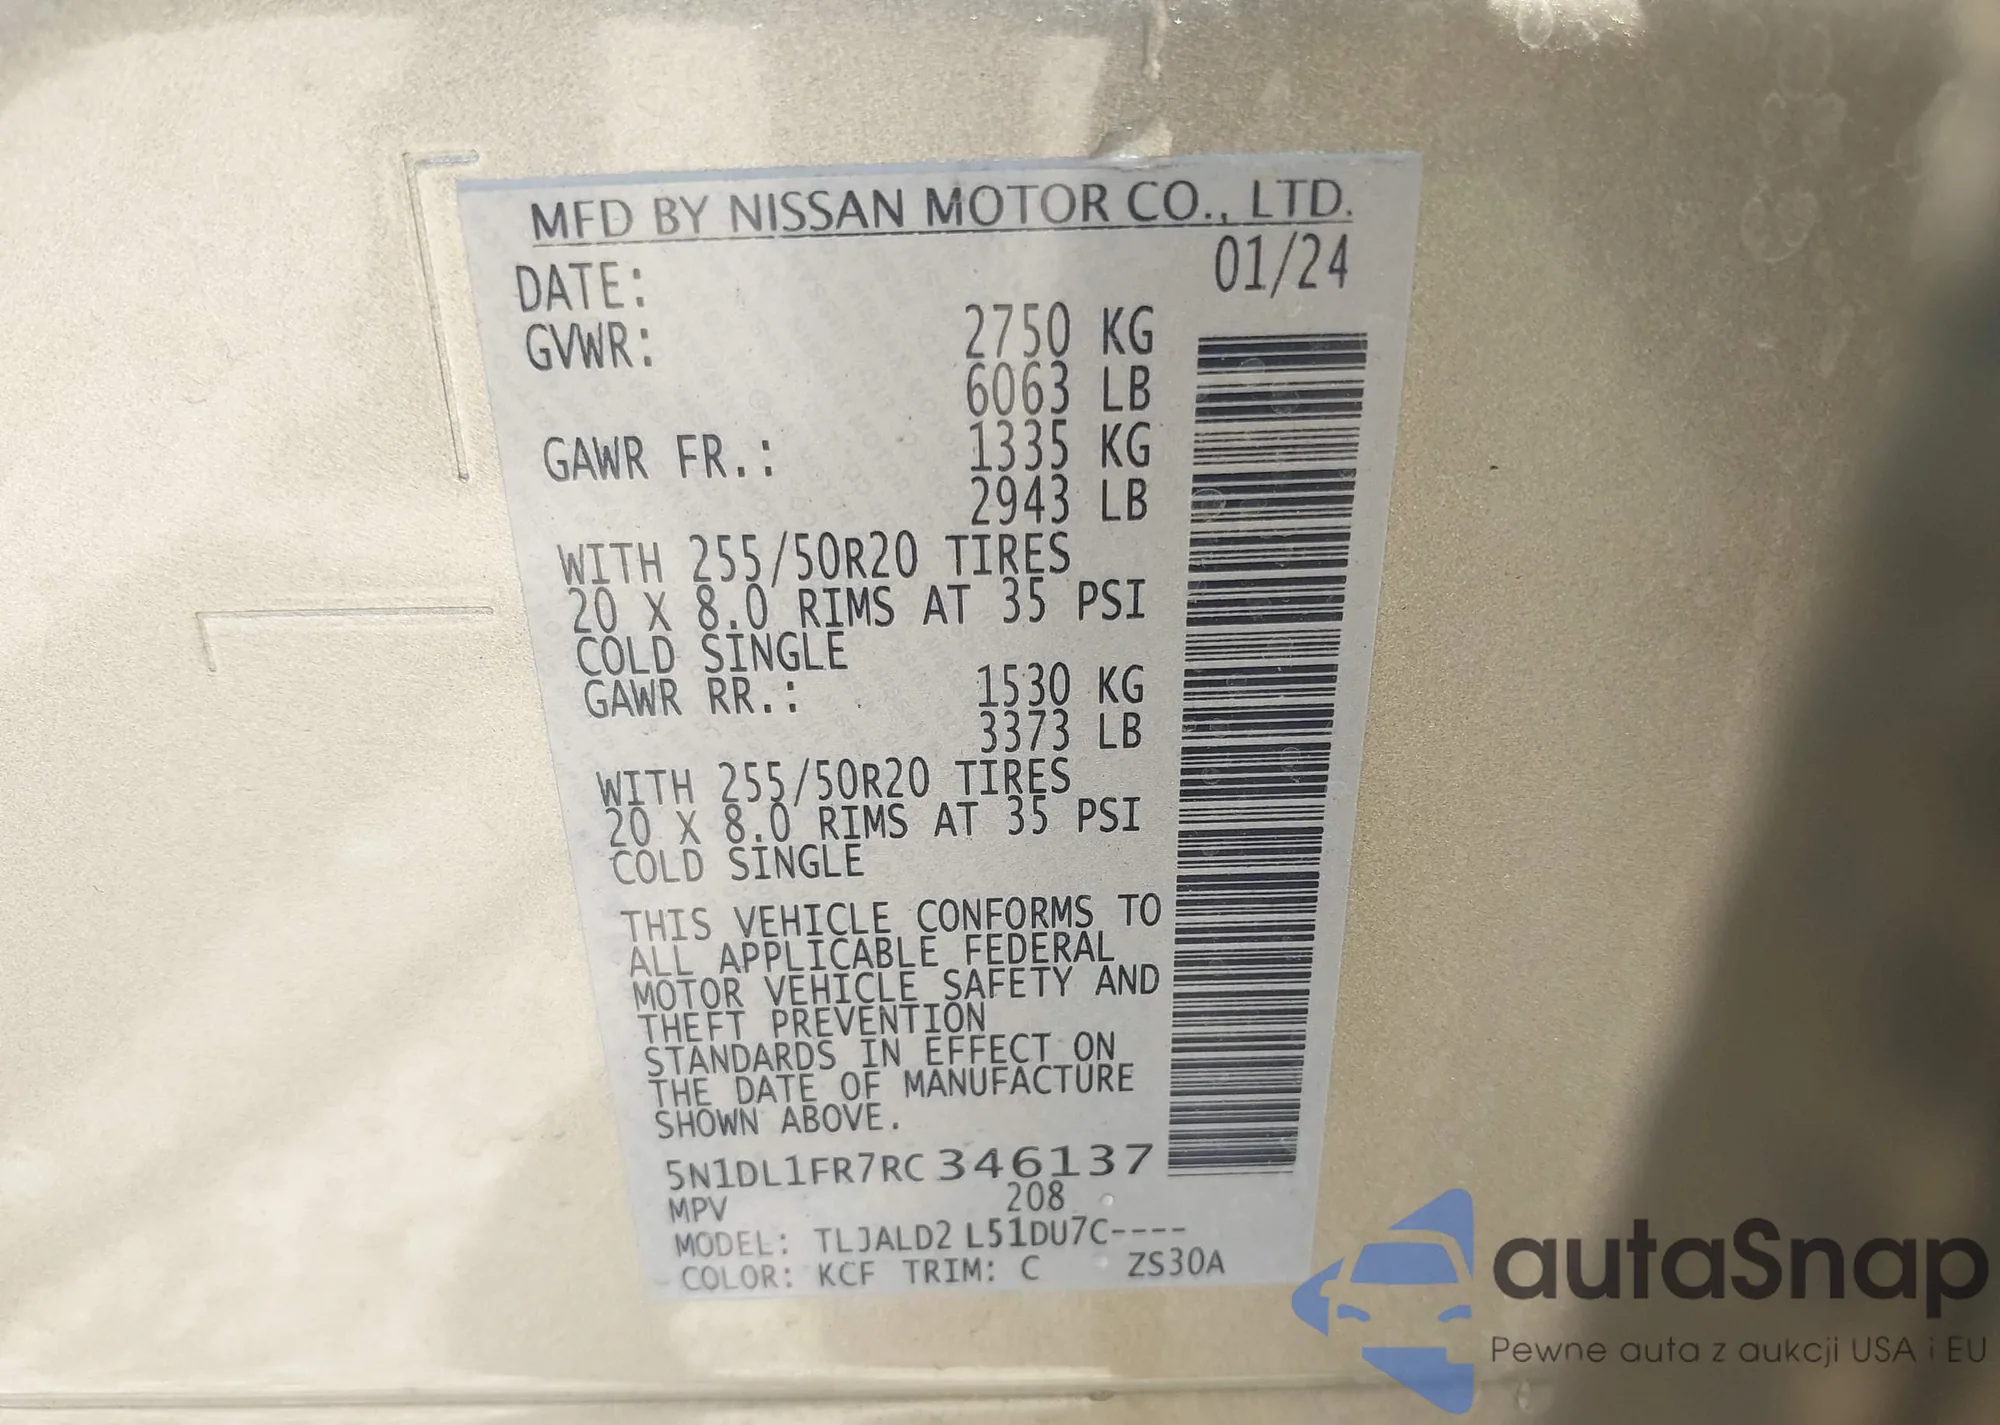 MFD BY NISSAN MOTOR CO., LTD.
DATE: 01/24
GVWR: 2750 KG
6063 LB
GAWR FR.: 1335 KG
2943 LB
WITH 255/50R20 TIRES
20 X 8.0 RIMS AT 35 PSI
COLD SINGLE
GAWR RR.: 1530 KG
3373 LB
WITH 255/50R20 TIRES
20 X 8.0 RIMS AT 35 PSI
COLD SINGLE
THIS VEHICLE CONFORMS TO
ALL APPLICABLE FEDERAL
MOTOR VEHICLE SAFETY AND
THEFT PREVENTION
STANDARDS IN EFFECT ON
THE DATE OF MANUFACTURE
SHOWN ABOVE.
5N1DL1FR7RC346137
MPV 208
MODEL: TLJALD2 L51DU7C----
COLOR: KCF TRIM: C ZS30A
autaSnap
Pewne auta z aukcji USA i EU